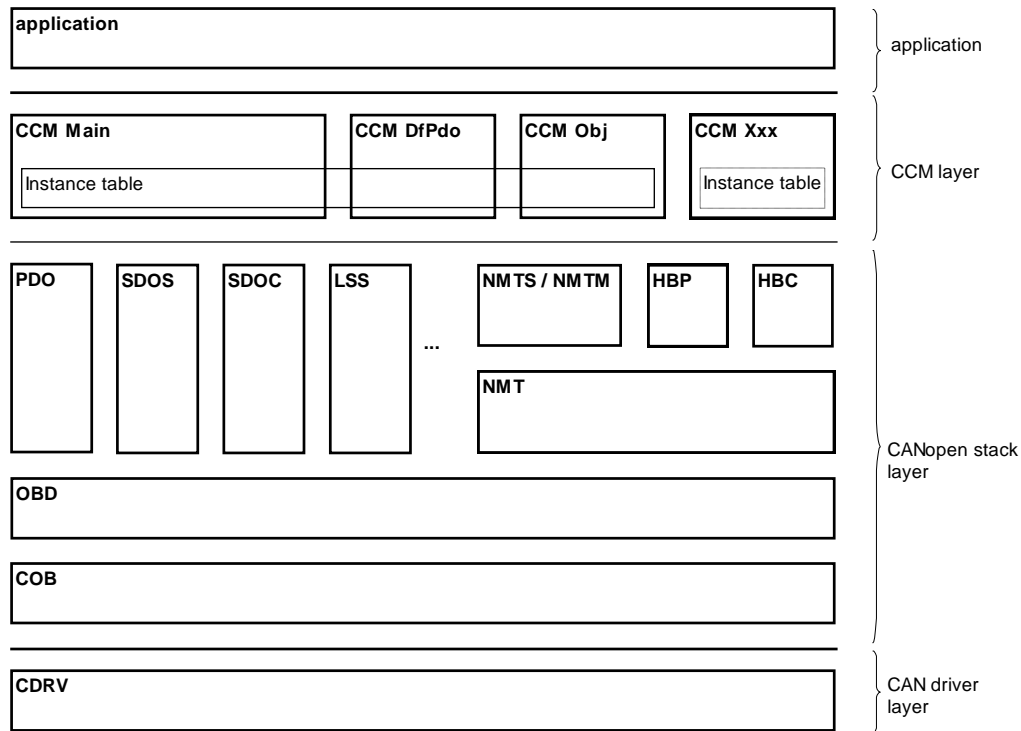 application
application
CCM Main
CCM DfPdo
CCM Obj
CCM Xxx
Instance table
Instance table
CCM layer
PDO
SDOS
SDOC
LSS
...
NMTS / NMTM
HBP
HBC
NMT
CANopen stack
layer
OBD
COB
CDRV
CAN driver
layer